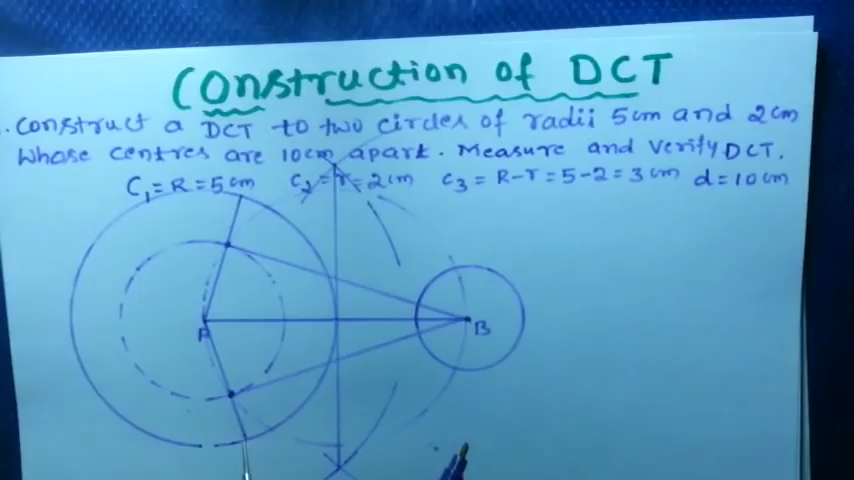 Construction of DCT
. Construct a DCT to two circles of radii 5cm and 2cm
Whose centres are 10cm apart. Measure and verify DCT.
C₁ = R = 5cm C₂ = r = 2cm C₃ = R-r = 5-2 = 3cm d = 10cm
A
B